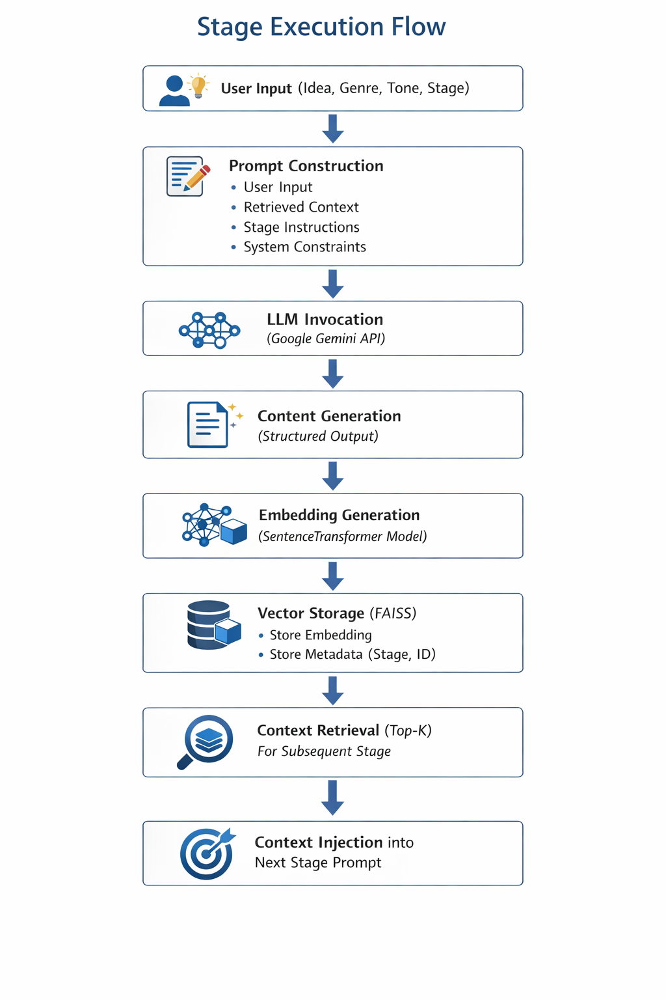 Stage Execution Flow
User Input (Idea, Genre, Tone, Stage)
Prompt Construction
• User Input
• Retrieved Context
• Stage Instructions
• System Constraints
LLM Invocation
(Google Gemini API)
Content Generation
(Structured Output)
Embedding Generation
(SentenceTransformer Model)
Vector Storage (FAISS)
• Store Embedding
• Store Metadata (Stage, ID)
Context Retrieval (Top-K)
For Subsequent Stage
Context Injection into
Next Stage Prompt